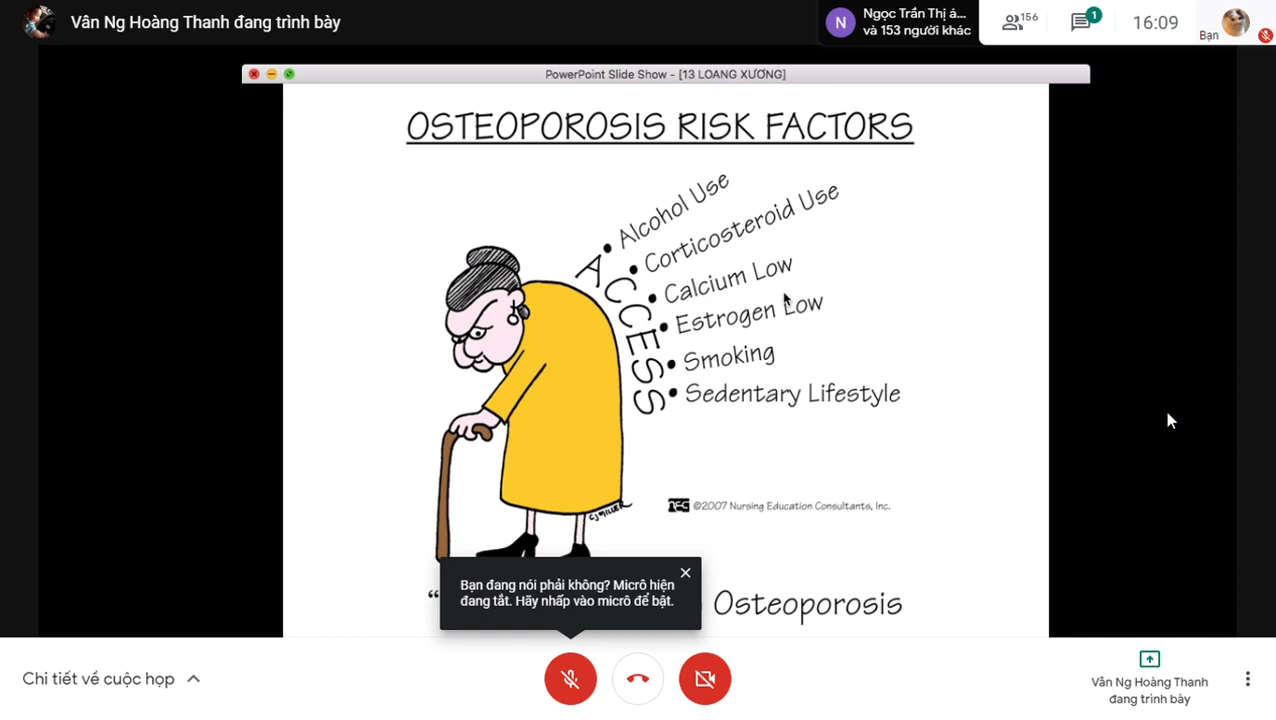 Vân Ng Hoàng Thanh đang trình bày
N
Ngọc Trần Thị á...
và 153 người khác
156
1
16:09
Bạn
PowerPoint Slide Show - [13 LOANG XƯƠNG]
OSTEOPOROSIS RISK FACTORS
• Alcohol Use
• Corticosteroid Use
• Calcium Low
• Estrogen Low
• Smoking
• Sedentary Lifestyle
ACCESS
CJMILLER
nec ©2007 Nursing Education Consultants, Inc.
“
Osteoporosis
Bạn đang nói phải không? Micrô hiện
đang tắt. Hãy nhấp vào micrô để bật.
Chi tiết về cuộc họp
Vân Ng Hoàng Thanh
đang trình bày